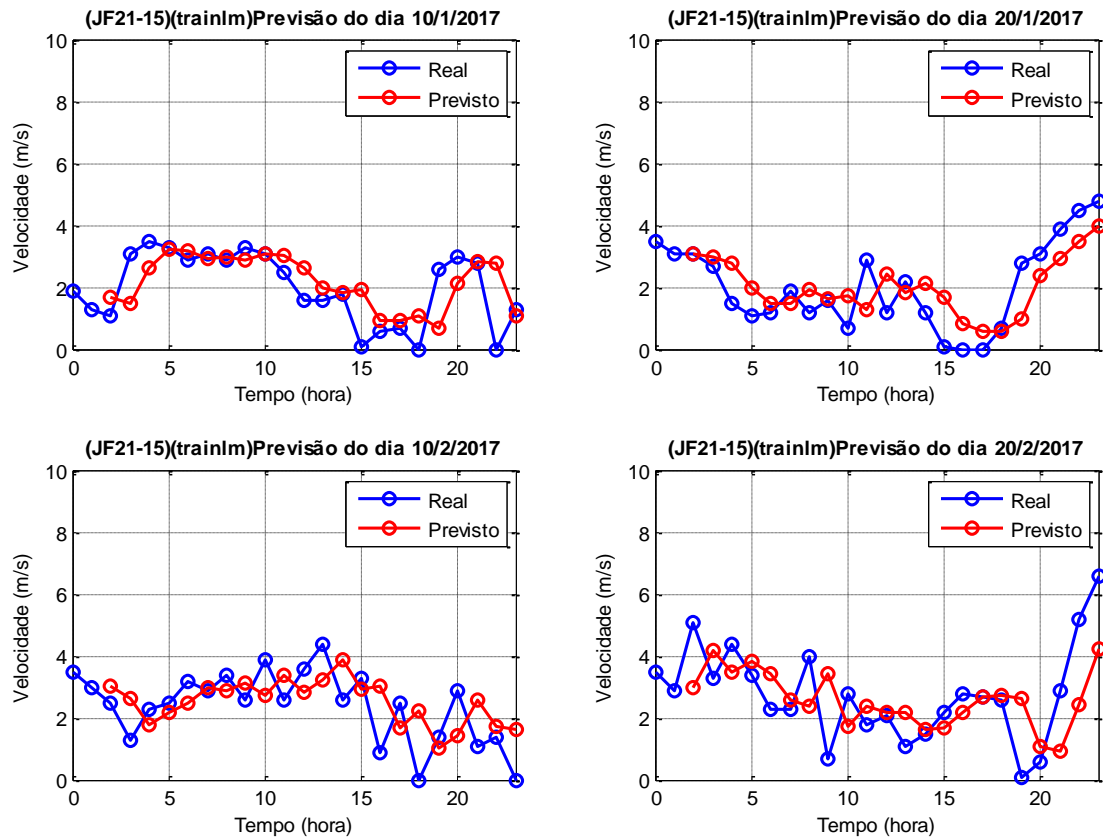 (JF21-15)(trainlm)Previsão do dia 10/1/2017
10
8
6
4
2
0
Velocidade (m/s)
Real
Previsto
0 5 10 15 20
Tempo (hora)
(JF21-15)(trainlm)Previsão do dia 20/1/2017
10
8
6
4
2
0
Velocidade (m/s)
Real
Previsto
0 5 10 15 20
Tempo (hora)
(JF21-15)(trainlm)Previsão do dia 10/2/2017
10
8
6
4
2
0
Velocidade (m/s)
Real
Previsto
0 5 10 15 20
Tempo (hora)
(JF21-15)(trainlm)Previsão do dia 20/2/2017
10
8
6
4
2
0
Velocidade (m/s)
Real
Previsto
0 5 10 15 20
Tempo (hora)